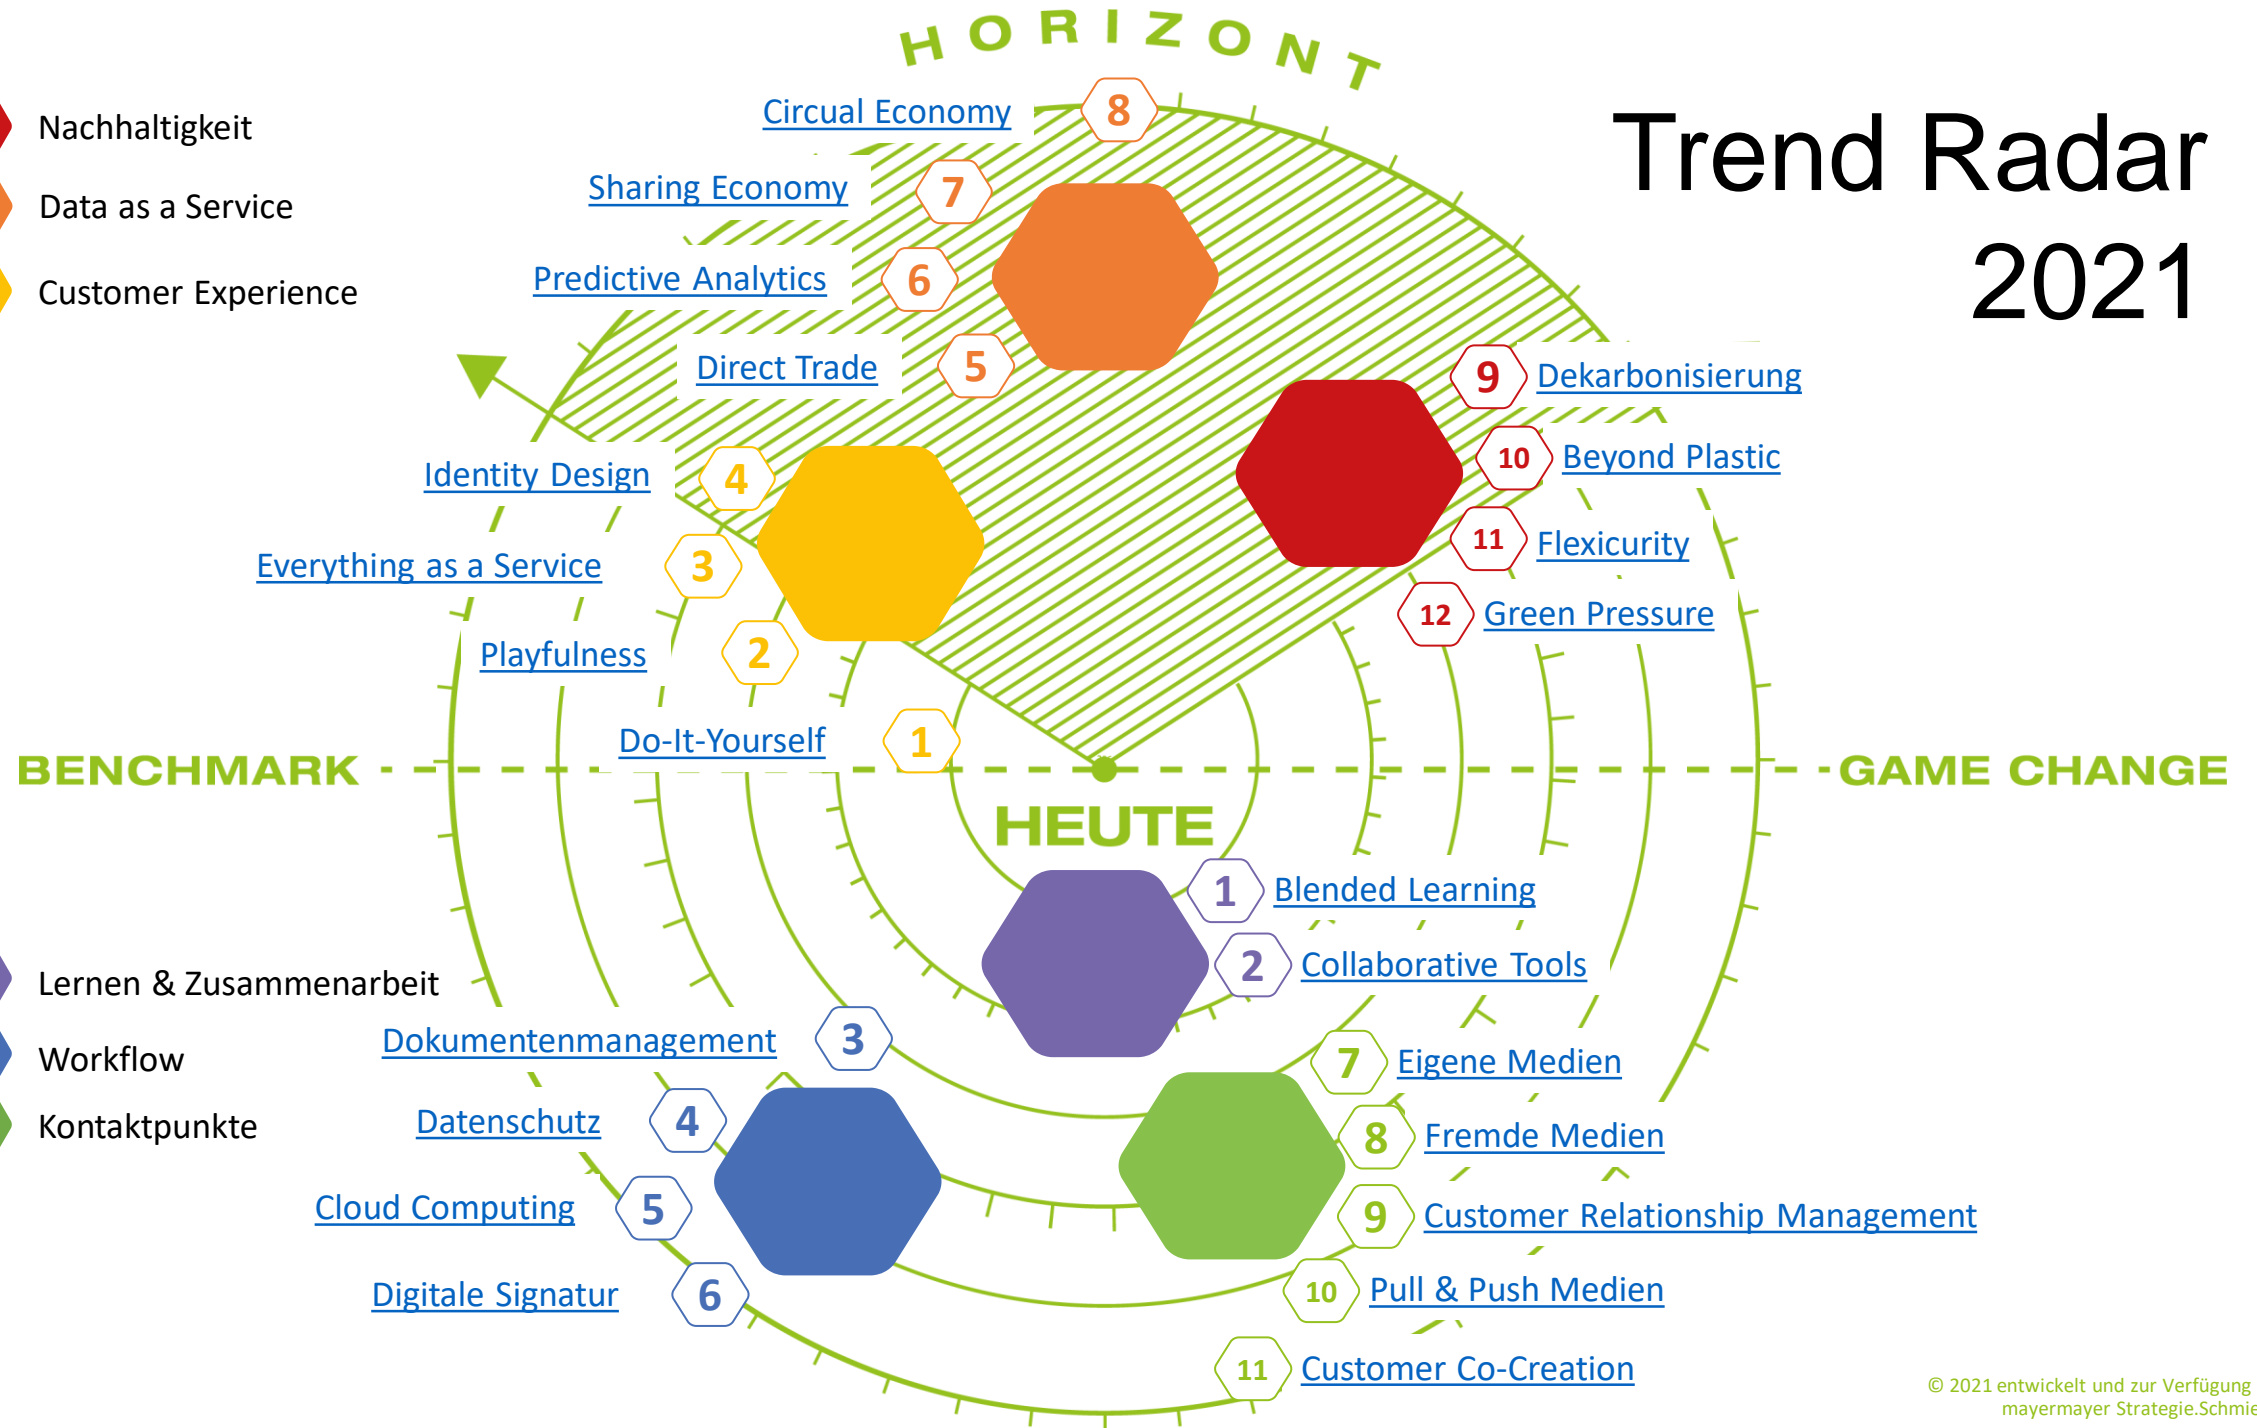 HORIZONT
Trend Radar
2021
Nachhaltigkeit
Data as a Service
Customer Experience
Circual Economy
8
Sharing Economy
7
Predictive Analytics
6
Direct Trade
5
Identity Design
4
Everything as a Service
3
Playfulness
2
Do-It-Yourself
1
9
Dekarbonisierung
10
Beyond Plastic
11
Flexicurity
12
Green Pressure
BENCHMARK
GAME CHANGE
HEUTE
Lernen & Zusammenarbeit
Workflow
Kontaktpunkte
1
Blended Learning
2
Collaborative Tools
Dokumentenmanagement
3
Datenschutz
4
Cloud Computing
5
Digitale Signatur
6
7
Eigene Medien
8
Fremde Medien
9
Customer Relationship Management
10
Pull & Push Medien
11
Customer Co-Creation
© 2021 entwickelt und zur Verfügung
mayermayer Strategie.Schmie